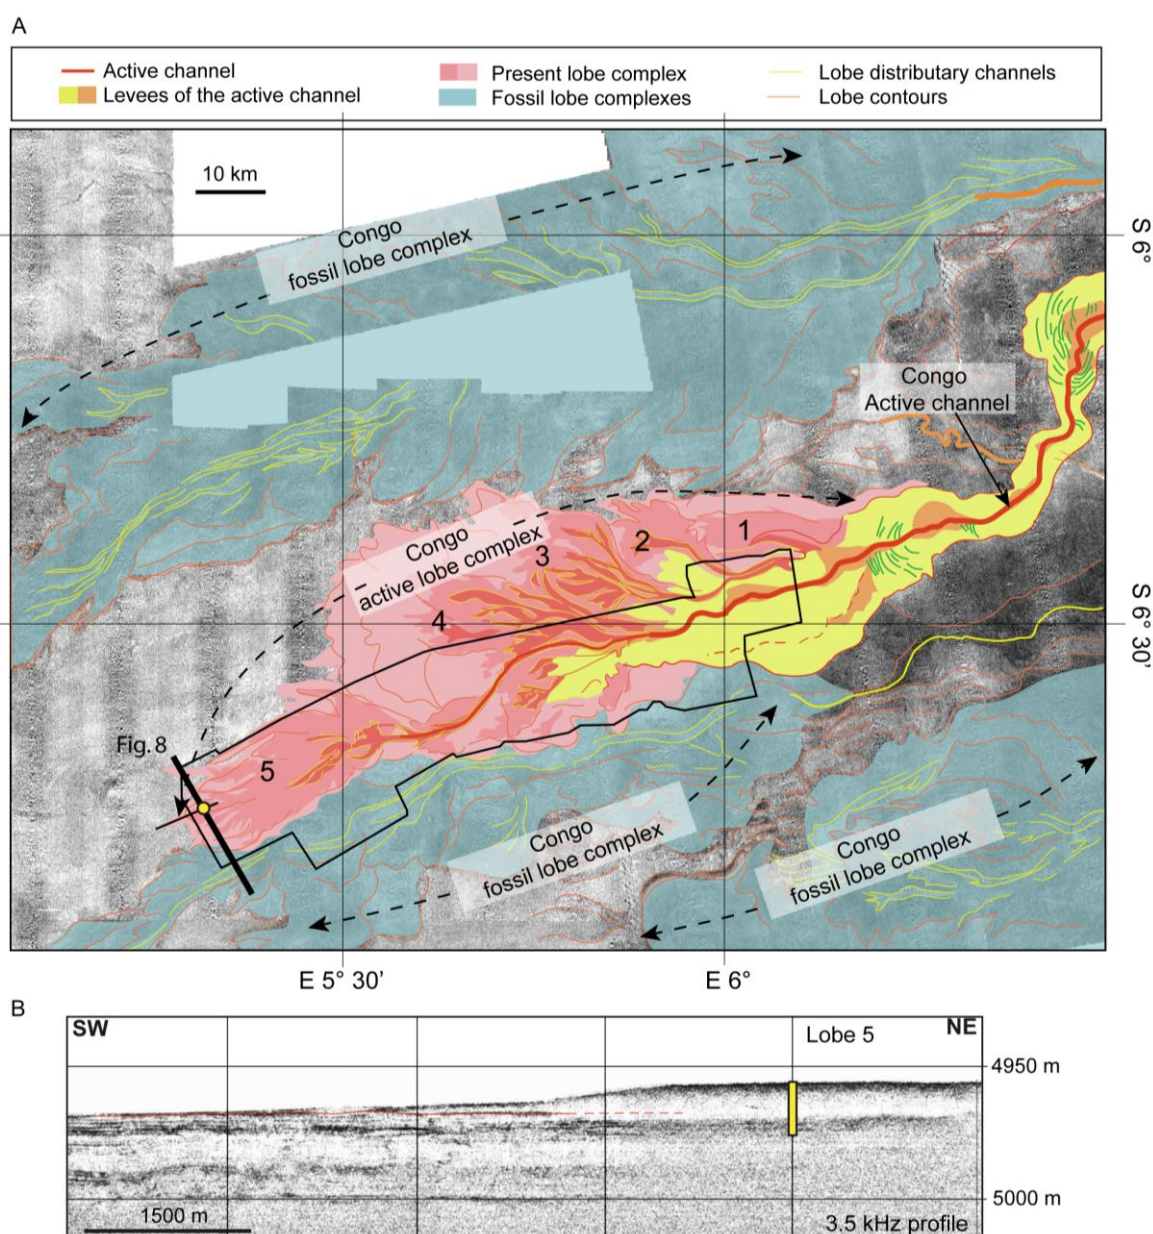 A
Active channel
Levees of the active channel
Present lobe complex
Fossil lobe complexes
Lobe distributary channels
Lobe contours
10 km
Congo
fossil lobe complex
S 6°
Congo
Active channel
Congo
active lobe complex
1
2
3
4
5
S 6° 30'
Fig. 8
Congo
fossil lobe complex
Congo
fossil lobe complex
E 5° 30'
E 6°
B
SW
NE
Lobe 5
4950 m
5000 m
1500 m
3.5 kHz profile